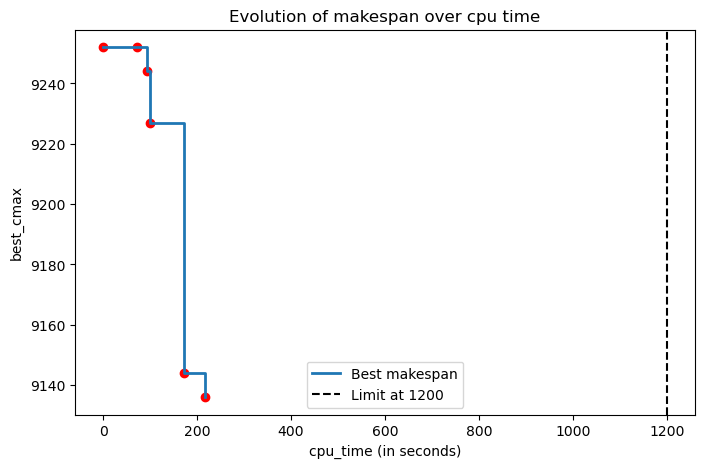 Evolution of makespan over cpu time
best_cmax
9240
9220
9200
9180
9160
9140
Best makespan
Limit at 1200
0
200
400
600
800
1000
1200
cpu_time (in seconds)